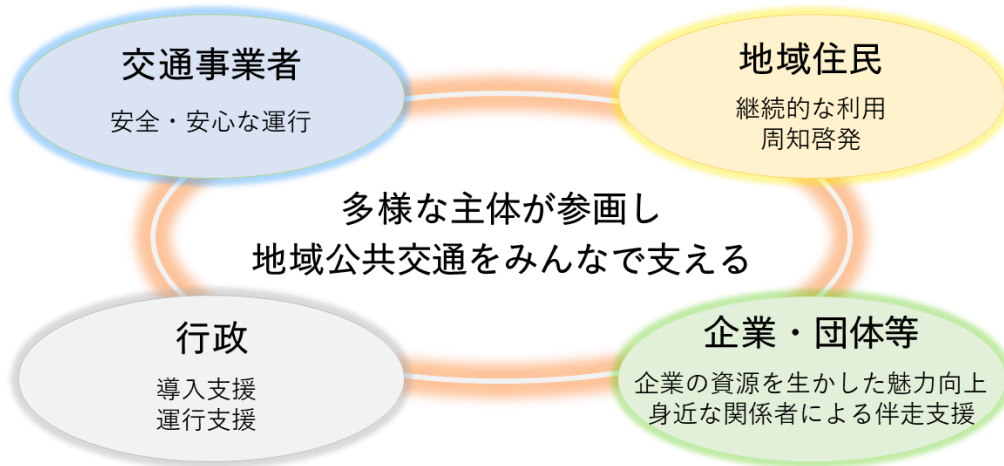 交通事業者
安全・安心な運行
地域住民
継続的な利用
周知啓発
多様な主体が参画し
地域公共交通をみんなで支える
行政
導入支援
運行支援
企業・団体等
企業の資源を生かした魅力向上
身近な関係者による伴走支援